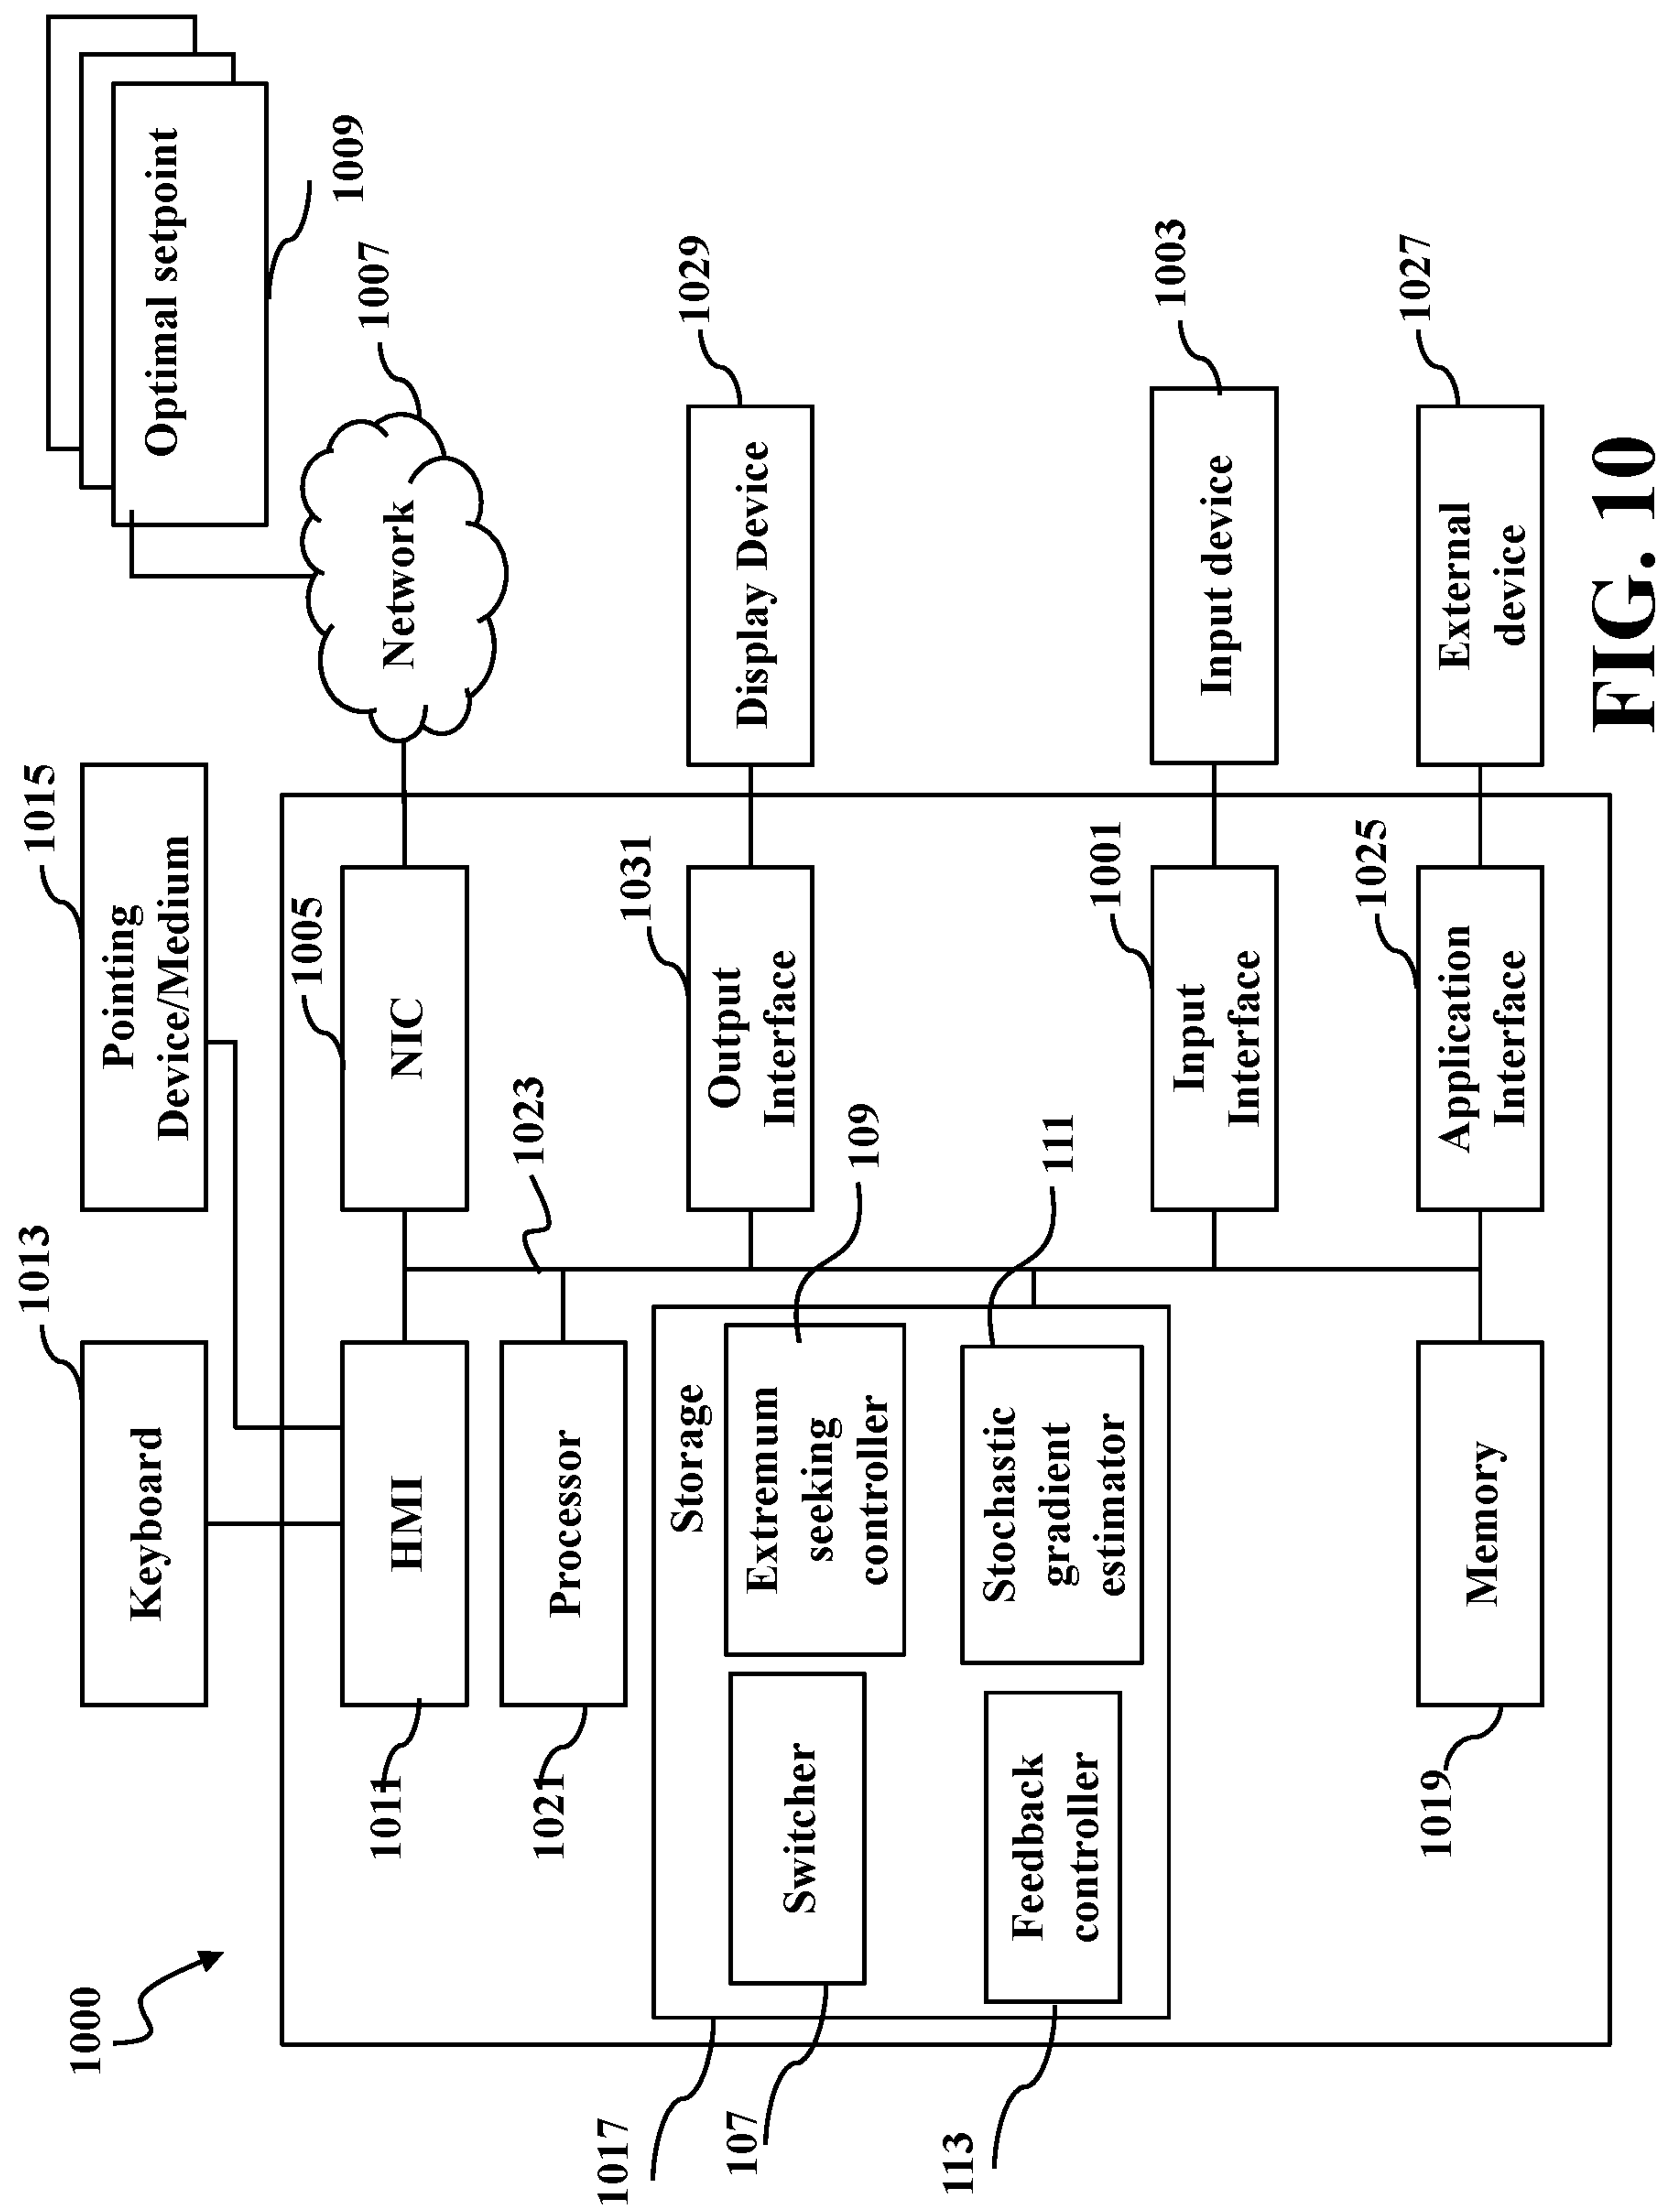 1000
1013
1015
Keyboard
Pointing
Device/Medium
Optimal setpoint
1009
1007
Network
1011
HMI
1005
NIC
1021
Processor
1023
1017
Storage
107
Switcher
Extremum
seeking
controller
109
113
Feedback
controller
Stochastic
gradient
estimator
111
1031
Output
Interface
Display Device
1029
1001
Input
Interface
Input device
1003
1019
Memory
1025
Application
Interface
External
device
1027
FIG. 10